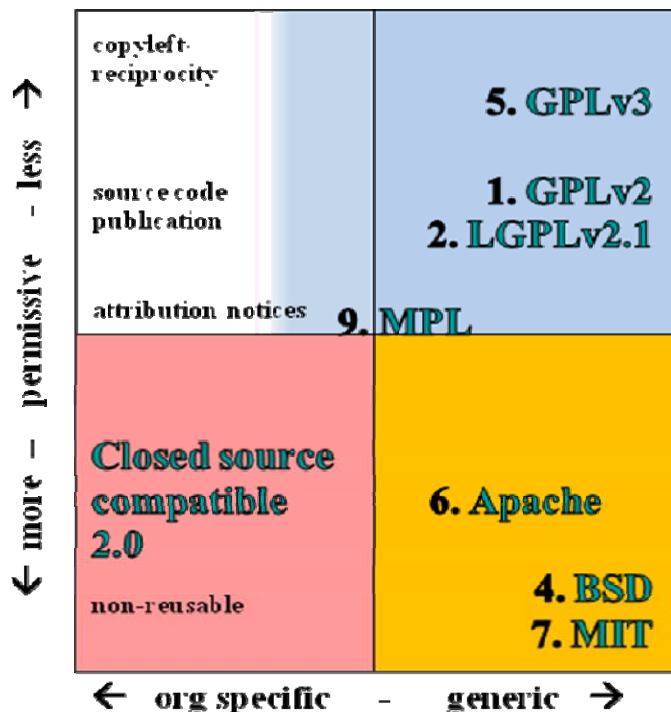 copyleft-
reciprocity
5. GPLv3
source code
publication
1. GPLv2
2. LGPLv2.1
attribution notices
9. MPL
Closed source
compatible
2.0
6. Apache
non-reusable
4. BSD
7. MIT
← more – permissive - less →
← org specific - generic →